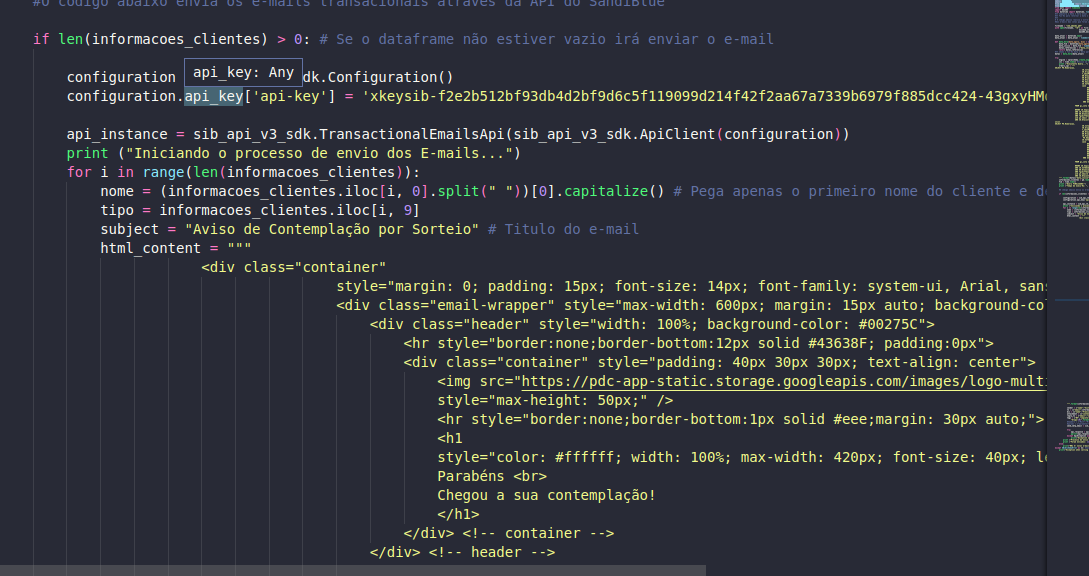 #O código abaixo envia os e-mails transacionais através da API do SandiBlue
if len(informacoes_clientes) > 0: # Se o dataframe não estiver vazio irá enviar o e-mail
api_key: Any
configuration dk.Configuration()
configuration.api_key['api-key'] = 'xkeysib-f2e2b512bf93db4d2bf9d6c5f119099d214f42f2aa67a7339b6979f885dcc424-43gxyHM
api_instance = sib_api_v3_sdk.TransactionalEmailsApi(sib_api_v3_sdk.ApiClient(configuration))
print ("Iniciando o processo de envio dos E-mails...")
for i in range(len(informacoes_clientes)):
nome = (informacoes_clientes.iloc[i, 0].split(" "))[0].capitalize() # Pega apenas o primeiro nome do cliente e d
tipo = informacoes_clientes.iloc[i, 9]
subject = "Aviso de Contemplação por Sorteio" # Titulo do e-mail
html_content = """
<div class="container"
style="margin: 0; padding: 15px; font-size: 14px; font-family: system-ui, Arial, sans
<div class="email-wrapper" style="max-width: 600px; margin: 15px auto; background-co
<div class="header" style="width: 100%; background-color: #00275C">
<hr style="border:none;border-bottom:12px solid #43638F; padding:0px">
<div class="container" style="padding: 40px 30px 30px; text-align: center">
<img src="https://pdc-app-static.storage.googleapis.com/images/logo-multi
style="max-height: 50px;" />
<hr style="border:none;border-bottom:1px solid #eee;margin: 30px auto;">
<h1
style="color: #ffffff; width: 100%; max-width: 420px; font-size: 40px; l
Parabéns <br>
Chegou a sua contemplação!
</h1>
</div> <!-- container -->
</div> <!-- header -->